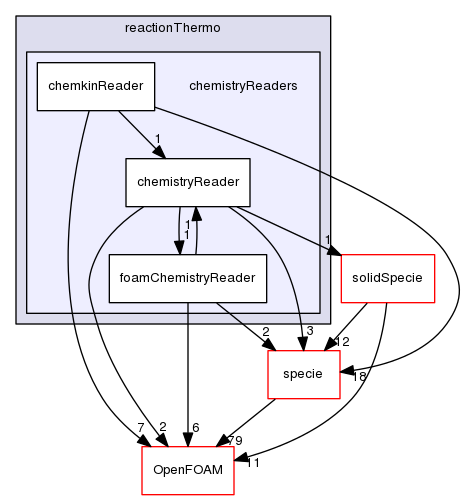 reactionThermo
chemkinReader
chemistryReaders
1
chemistryReader
1
1
1
foamChemistryReader
solidSpecie
2
3
12
specie
18
7
2
6
79
11
OpenFOAM